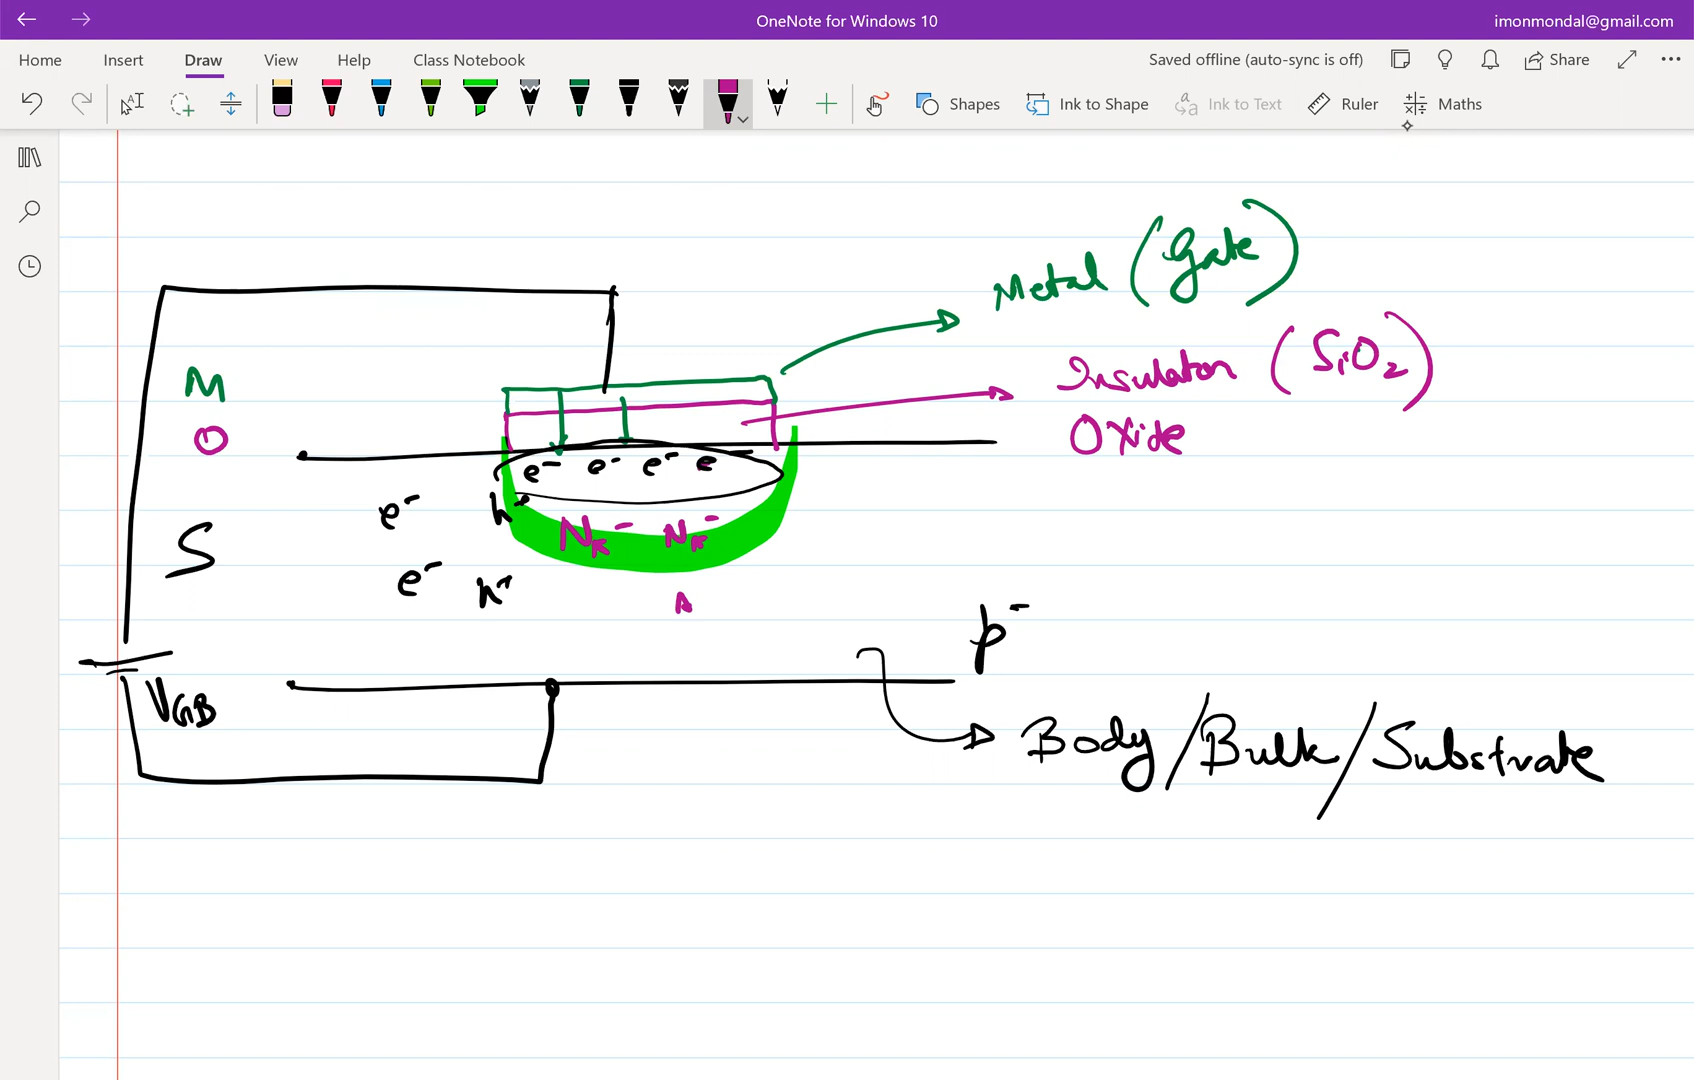 OneNote for Windows 10
imonmondal@gmail.com
Home Insert Draw View Help Class Notebook
Saved offline (auto-sync is off) Share
Shapes Ink to Shape Ink to Text Ruler Maths
Metal (Gate)
Insulator (SiO2)
Oxide
M
O
S
e- e- e- e-
e- h+
e- h+
A
p-
VGB
Body/Bulk/Substrate